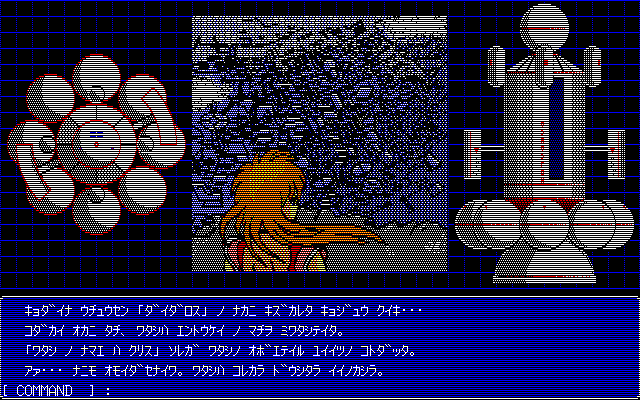 キョダイナ ウチュウセン「ダイダロス」ノ ナカニ キズカレタ キョジュウ クイキ・・・
コダカイ オカニ タチ、ワタシハ エントウケイ ノ マチヲ ミワタシテイタ。
「ワタシ ノ ナマエ ハ クリス」ソレガ ワタシノ オボエテイル ユイイツノ コトダッタ。
アァ・・・ ナニモ オモイダセナイワ。ワタシハ コレカラ ドウシタラ イイノカシラ。
[ COMMAND ] :